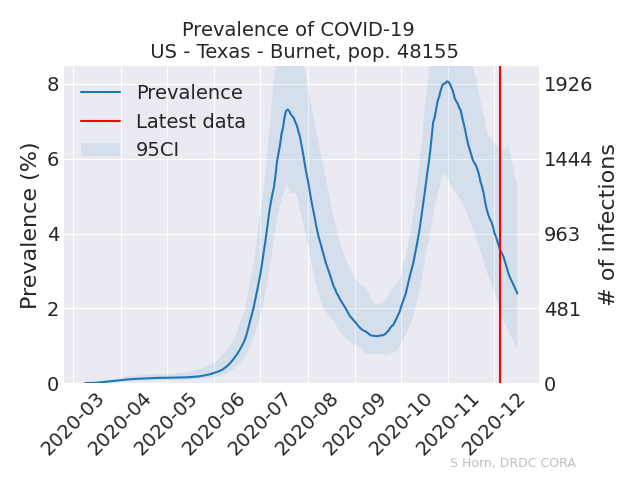 Prevalence of COVID-19
US - Texas - Burnet, pop. 48155
Prevalence
Latest data
95CI
Prevalence (%)
8
6
4
2
0
1926
1444
963
481
0
# of infections
2020-03
2020-04
2020-05
2020-06
2020-07
2020-08
2020-09
2020-10
2020-11
2020-12
S Horn, DRDC CORA